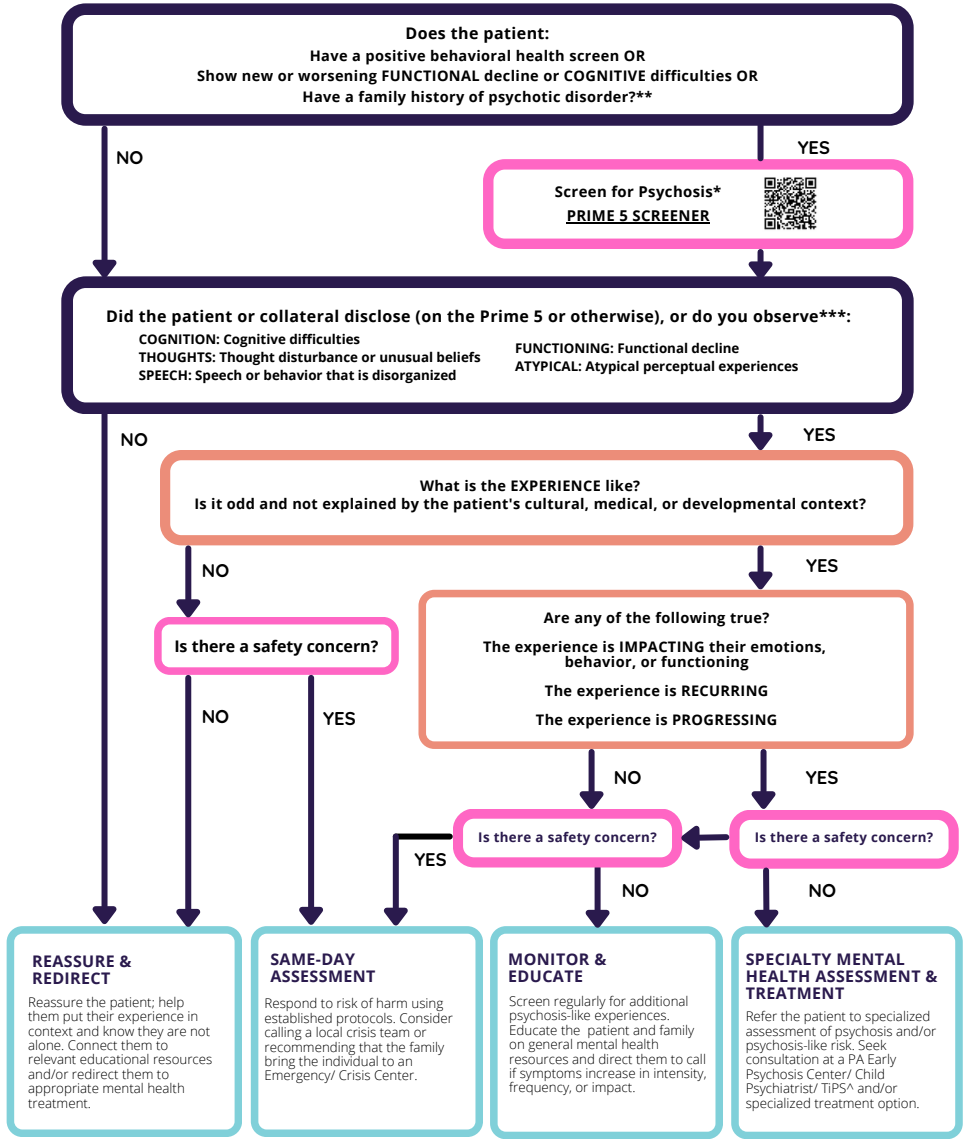 Does the patient:
Have a positive behavioral health screen OR
Show new or worsening FUNCTIONAL decline or COGNITIVE difficulties OR
Have a family history of psychotic disorder?**
NO
YES
Screen for Psychosis*
PRIME 5 SCREENER
Did the patient or collateral disclose (on the Prime 5 or otherwise), or do you observe***:
COGNITION: Cognitive difficulties
THOUGHTS: Thought disturbance or unusual beliefs
SPEECH: Speech or behavior that is disorganized
FUNCTIONING: Functional decline
ATYPICAL: Atypical perceptual experiences
NO
YES
What is the EXPERIENCE like?
Is it odd and not explained by the patient's cultural, medical, or developmental context?
NO
YES
Is there a safety concern?
Are any of the following true?
The experience is IMPACTING their emotions,
behavior, or functioning
The experience is RECURRING
The experience is PROGRESSING
NO
YES
NO
YES
Is there a safety concern?
Is there a safety concern?
YES
NO
NO
REASSURE &
REDIRECT
Reassure the patient; help
them put their experience in
context and know they are not
alone. Connect them to
relevant educational resources
and/or redirect them to
appropriate mental health
treatment.
SAME-DAY
ASSESSMENT
Respond to risk of harm using
established protocols. Consider
calling a local crisis team or
recommending that the family
bring the individual to an
Emergency/ Crisis Center.
MONITOR &
EDUCATE
Screen regularly for additional
psychosis-like experiences.
Educate the patient and family
on general mental health
resources and direct them to call
if symptoms increase in intensity,
frequency, or impact.
SPECIALTY MENTAL
HEALTH ASSESSMENT &
TREATMENT
Refer the patient to specialized
assessment of psychosis and/or
psychosis-like risk. Seek
consultation at a PA Early
Psychosis Center/ Child
Psychiatrist/ TiPS^ and/or
specialized treatment option.